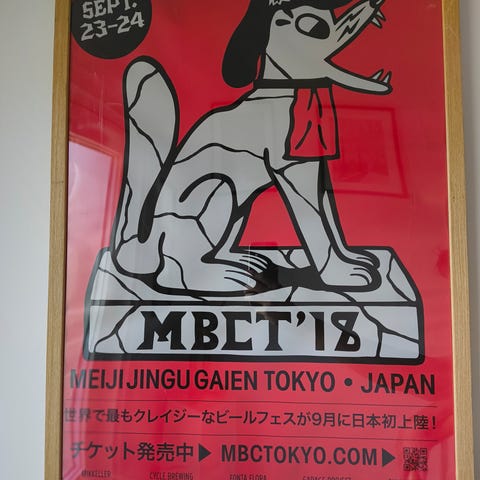 SEPT.
23-24
MBCT'18
MEIJI JINGU GAIEN TOKYO • JAPAN
世界で最もクレイジーなビールフェスが9月に日本初上陸!
チケット発売中▶ MBCTOKYO.COM ▶
MIKKELLER CYCLE BREWING FONTA FLORA GARAGE PROJECT